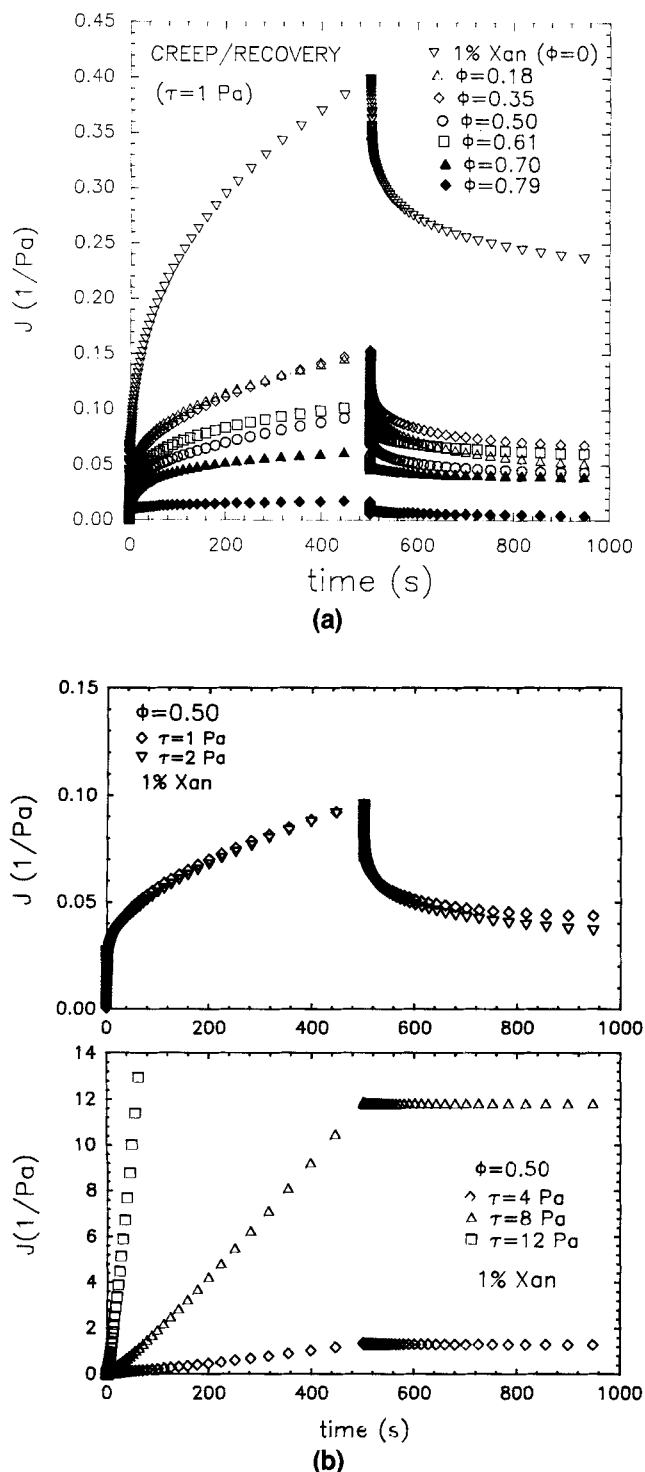 CREEP/RECOVERY
(τ=1 Pa)
▽ 1% Xan (ϕ=0)
△ ϕ=0.18
◇ ϕ=0.35
○ ϕ=0.50
□ ϕ=0.61
▲ ϕ=0.70
◆ ϕ=0.79
J (1/Pa)
0.45
0.40
0.35
0.30
0.25
0.20
0.15
0.10
0.05
0.00
0 200 400 600 800 1000
time (s)
(a)
ϕ=0.50
◇ τ=1 Pa
▽ τ=2 Pa
1% Xan
J (1/Pa)
0.15
0.10
0.05
0.00
0 200 400 600 800 1000
J(1/Pa)
14
12
10
8
6
4
2
0
ϕ=0.50
◇ τ=4 Pa
△ τ=8 Pa
□ τ=12 Pa
1% Xan
0 200 400 600 800 1000
time (s)
(b)